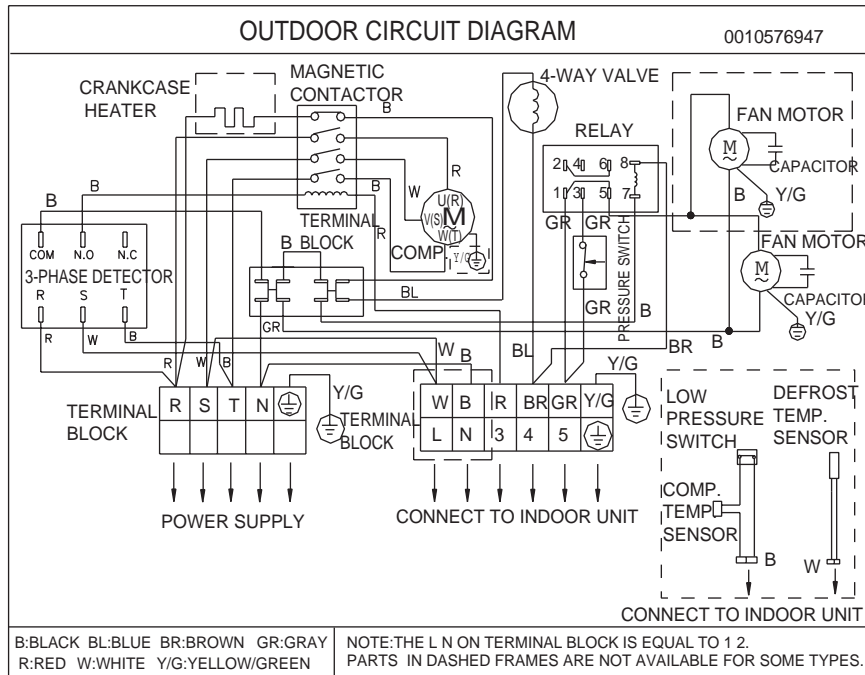 OUTDOOR CIRCUIT DIAGRAM
0010576947
CRANKCASE
HEATER
MAGNETIC
CONTACTOR
4-WAY VALVE
FAN MOTOR
M
~
CAPACITOR
B
Y/G
RELAY
2 4 6 8
1 3 5 7
B
R
W
B
B
B
B
R
U(R)
V(S) M
~
W(T)
COMP.
Y/G
TERMINAL
BLOCK
B
BL
GR
GR
GR
GR
PRESSURE SWITCH
B
FAN MOTOR
M
~
CAPACITOR
Y/G
B
COM N.O N.C
3-PHASE DETECTOR
R S T
R W B
R W B
W
B
BL
BR
TERMINAL
BLOCK
R S T N
Y/G
POWER SUPPLY
TERMINAL
BLOCK
W B R BR GR Y/G
L N 3 4 5
Y/G
CONNECT TO INDOOR UNIT
LOW
PRESSURE
SWITCH
DEFROST
TEMP.
SENSOR
COMP.
TEMP.
SENSOR
B
W
CONNECT TO INDOOR UNIT
B:BLACK BL:BLUE BR:BROWN GR:GRAY
R:RED W:WHITE Y/G:YELLOW/GREEN
NOTE:THE L N ON TERMINAL BLOCK IS EQUAL TO 1 2.
PARTS IN DASHED FRAMES ARE NOT AVAILABLE FOR SOME TYPES.